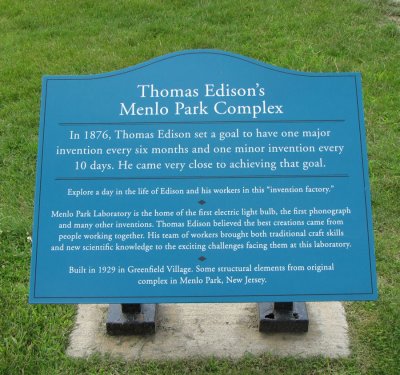 Thomas Edison's
Menlo Park Complex
In 1876, Thomas Edison set a goal to have one major
invention every six months and one minor invention every
10 days. He came very close to achieving that goal.
Explore a day in the life of Edison and his workers in this "invention factory."
Menlo Park Laboratory is the home of the first electric light bulb, the first phonograph
and many other inventions. Thomas Edison believed the best creations came from
people working together. His team of workers brought both traditional craft skills
and new scientific knowledge to the exciting challenges facing them at this laboratory.
Built in 1929 in Greenfield Village. Some structural elements from original
complex in Menlo Park, New Jersey.